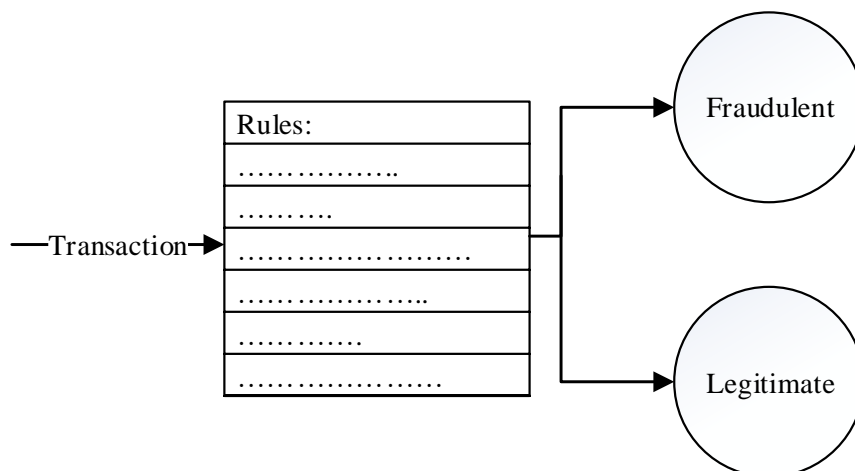 Fraudulent
Rules:
……………..
……….
Transaction
……………………
………………..
………….
…………………
Legitimate